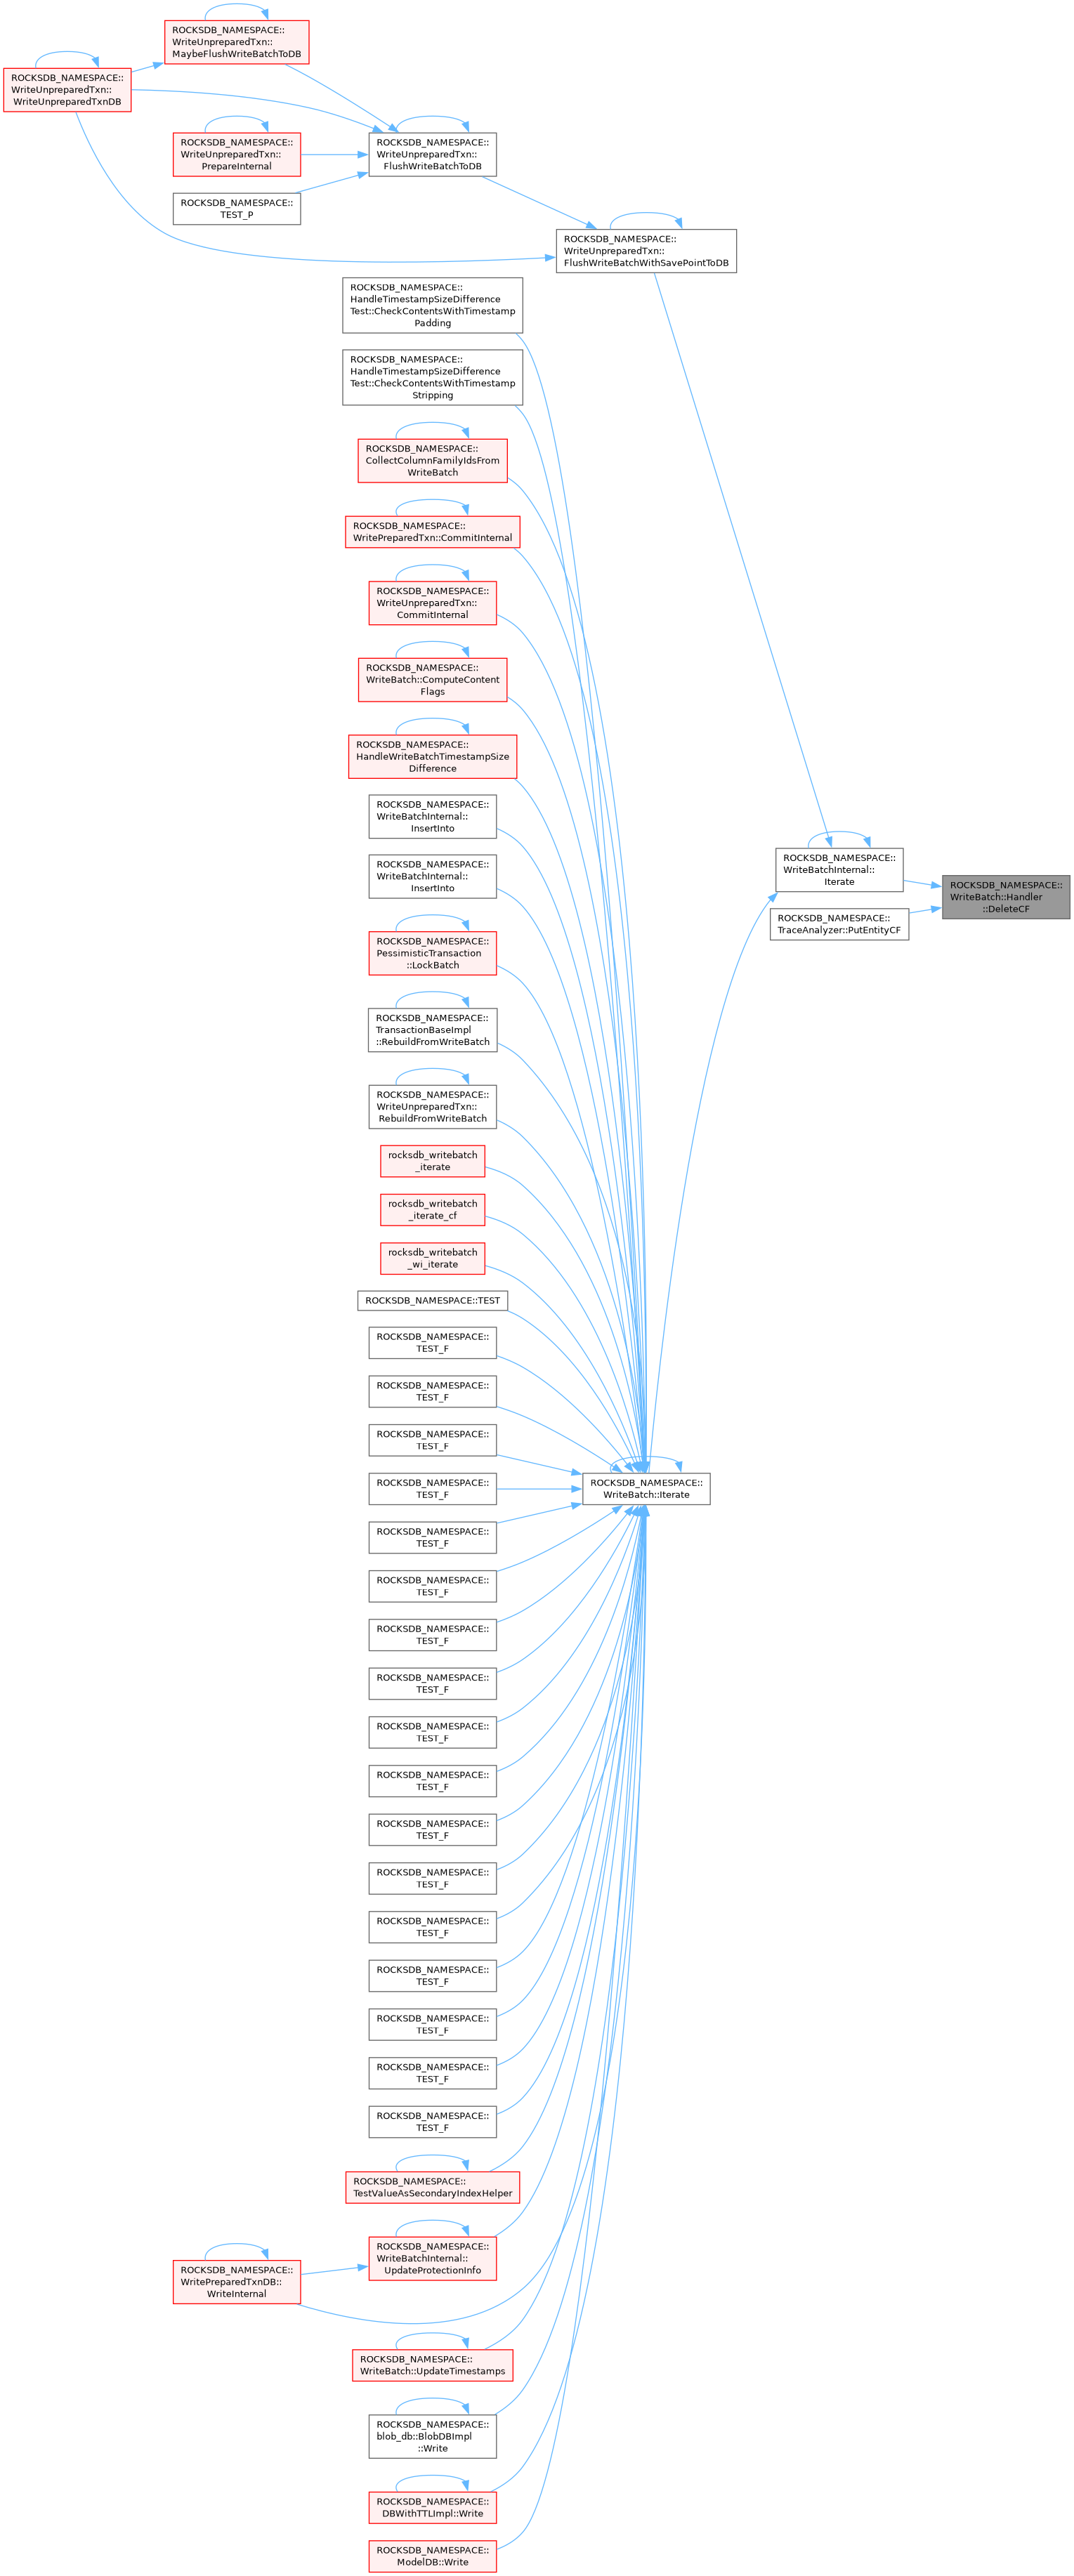 ROCKSDB_NAMESPACE::
WriteUnpreparedTxn::
MaybeFlushWriteBatchToDB
ROCKSDB_NAMESPACE::
WriteUnpreparedTxn::
WriteUnpreparedTxnDB
ROCKSDB_NAMESPACE::
WriteUnpreparedTxn::
PrepareInternal
ROCKSDB_NAMESPACE::
WriteUnpreparedTxn::
FlushWriteBatchToDB
ROCKSDB_NAMESPACE::
TEST_P
ROCKSDB_NAMESPACE::
WriteUnpreparedTxn::
FlushWriteBatchWithSavePointToDB
ROCKSDB_NAMESPACE::
HandleTimestampSizeDifference
Test::CheckContentsWithTimestamp
Padding
ROCKSDB_NAMESPACE::
HandleTimestampSizeDifference
Test::CheckContentsWithTimestamp
Stripping
ROCKSDB_NAMESPACE::
CollectColumnFamilyIdsFrom
WriteBatch
ROCKSDB_NAMESPACE::
WritePreparedTxn::CommitInternal
ROCKSDB_NAMESPACE::
WriteUnpreparedTxn::
CommitInternal
ROCKSDB_NAMESPACE::
WriteBatch::ComputeContent
Flags
ROCKSDB_NAMESPACE::
HandleWriteBatchTimestampSize
Difference
ROCKSDB_NAMESPACE::
WriteBatchInternal::
InsertInto
ROCKSDB_NAMESPACE::
WriteBatchInternal::
InsertInto
ROCKSDB_NAMESPACE::
WriteBatchInternal::
Iterate
ROCKSDB_NAMESPACE::
WriteBatch::Handler
::DeleteCF
ROCKSDB_NAMESPACE::
TraceAnalyzer::PutEntityCF
ROCKSDB_NAMESPACE::
PessimisticTransaction
::LockBatch
ROCKSDB_NAMESPACE::
TransactionBaseImpl
::RebuildFromWriteBatch
ROCKSDB_NAMESPACE::
WriteUnpreparedTxn::
RebuildFromWriteBatch
rocksdb_writebatch
_iterate
rocksdb_writebatch
_iterate_cf
rocksdb_writebatch
_wi_iterate
ROCKSDB_NAMESPACE::TEST
ROCKSDB_NAMESPACE::
TEST_F
ROCKSDB_NAMESPACE::
TEST_F
ROCKSDB_NAMESPACE::
TEST_F
ROCKSDB_NAMESPACE::
TEST_F
ROCKSDB_NAMESPACE::
WriteBatch::Iterate
ROCKSDB_NAMESPACE::
TEST_F
ROCKSDB_NAMESPACE::
TEST_F
ROCKSDB_NAMESPACE::
TEST_F
ROCKSDB_NAMESPACE::
TEST_F
ROCKSDB_NAMESPACE::
TEST_F
ROCKSDB_NAMESPACE::
TEST_F
ROCKSDB_NAMESPACE::
TEST_F
ROCKSDB_NAMESPACE::
TEST_F
ROCKSDB_NAMESPACE::
TEST_F
ROCKSDB_NAMESPACE::
TEST_F
ROCKSDB_NAMESPACE::
TEST_F
ROCKSDB_NAMESPACE::
TEST_F
ROCKSDB_NAMESPACE::
TEST_F
ROCKSDB_NAMESPACE::
TestValueAsSecondaryIndexHelper
ROCKSDB_NAMESPACE::
WriteBatchInternal::
UpdateProtectionInfo
ROCKSDB_NAMESPACE::
WritePreparedTxnDB::
WriteInternal
ROCKSDB_NAMESPACE::
WriteBatch::UpdateTimestamps
ROCKSDB_NAMESPACE::
blob_db::BlobDBImpl
::Write
ROCKSDB_NAMESPACE::
DBWithTTLImpl::Write
ROCKSDB_NAMESPACE::
ModelDB::Write